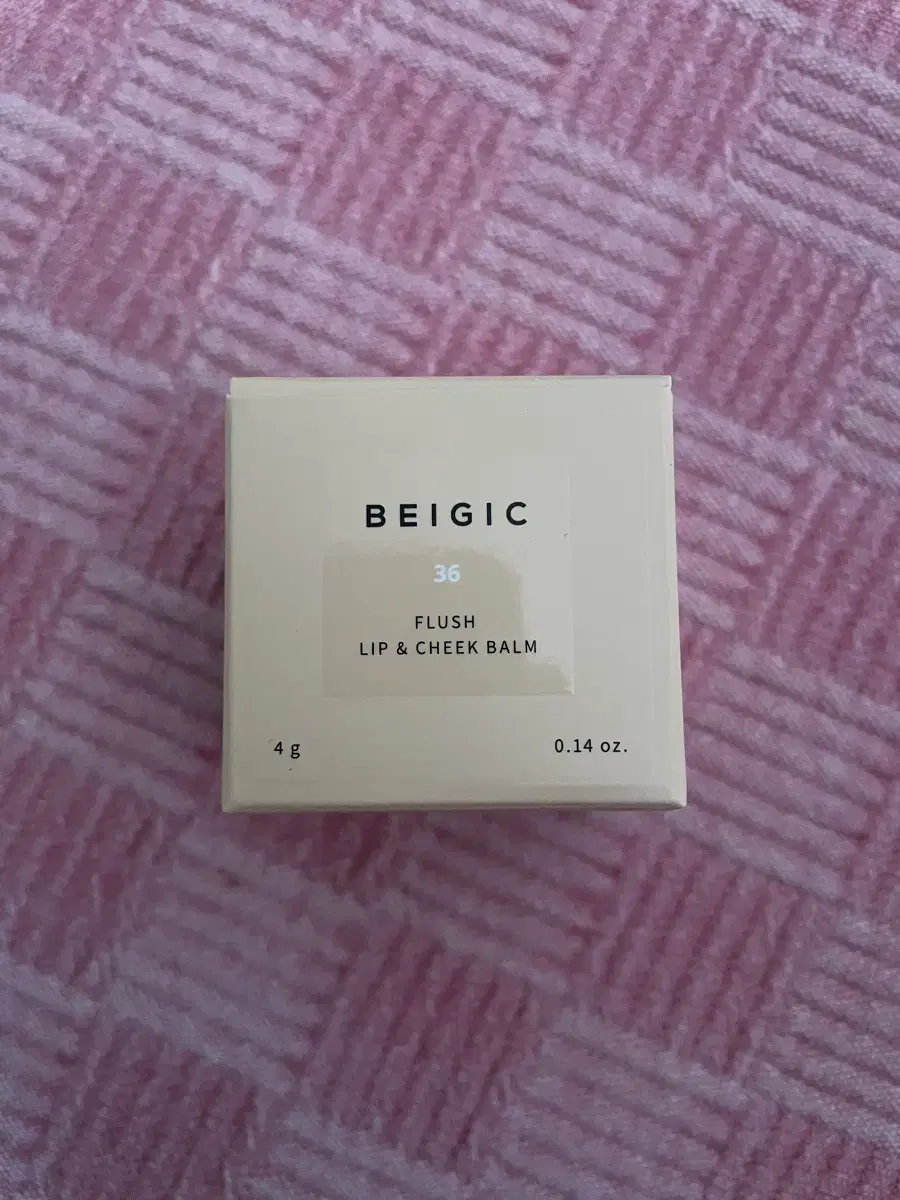 BEIGIC
36
FLUSH
LIP & CHEEK BALM
4 g
0.14 oz.